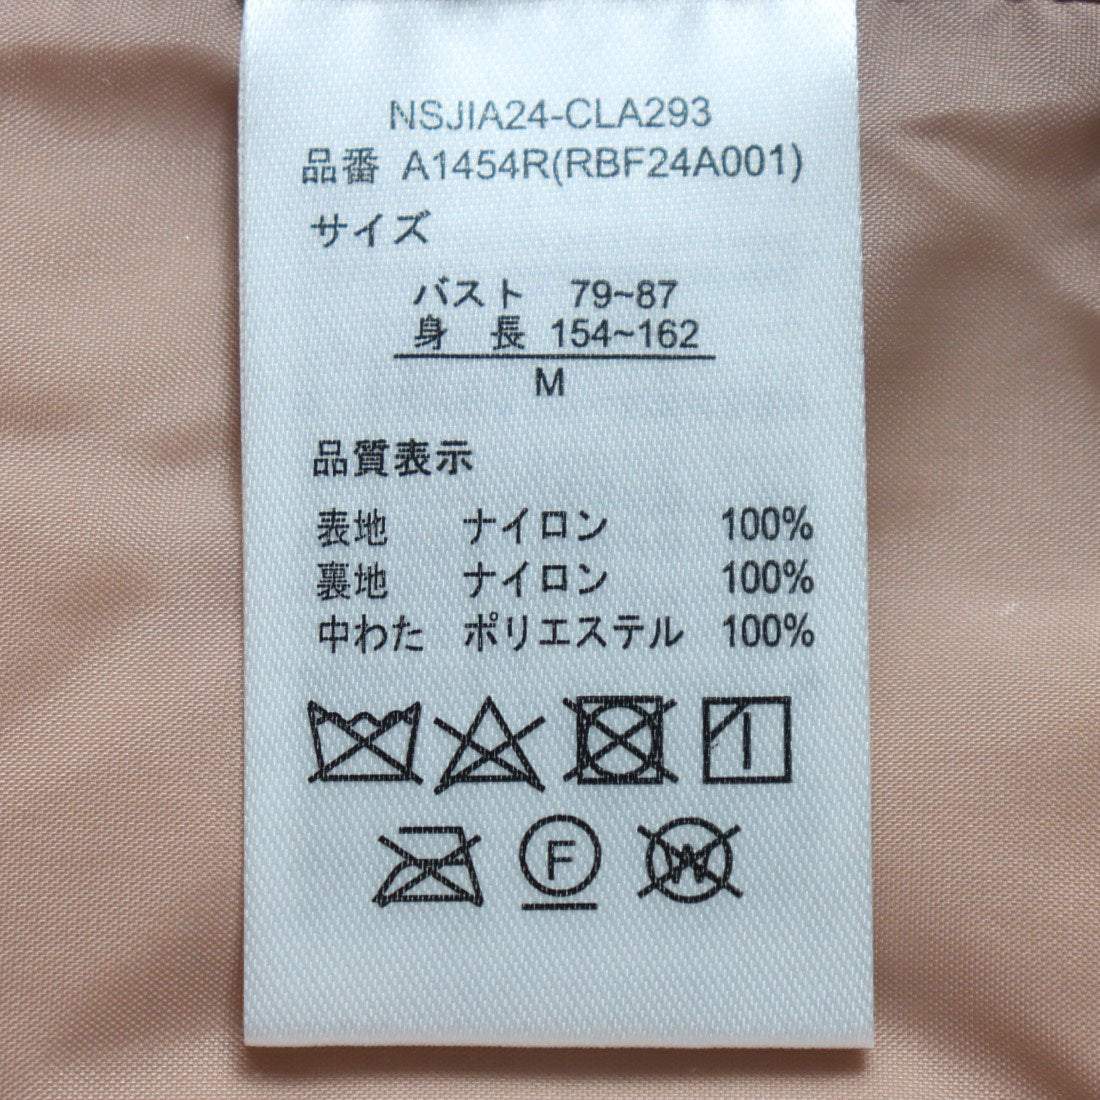 NSJIA24-CLA293
品番 A1454R(RBF24A001)
サイズ
バスト 79~87
身 長 154~162
M
品質表示
表地 ナイロン 100%
裏地 ナイロン 100%
中わた ポリエステル 100%
F
W